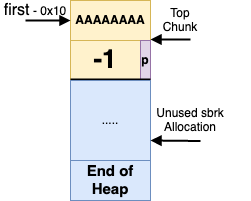 first - 0x10
AAAAAAAA
Top
Chunk
-1
p
.....
Unused sbrk
Allocation
End of
Heap